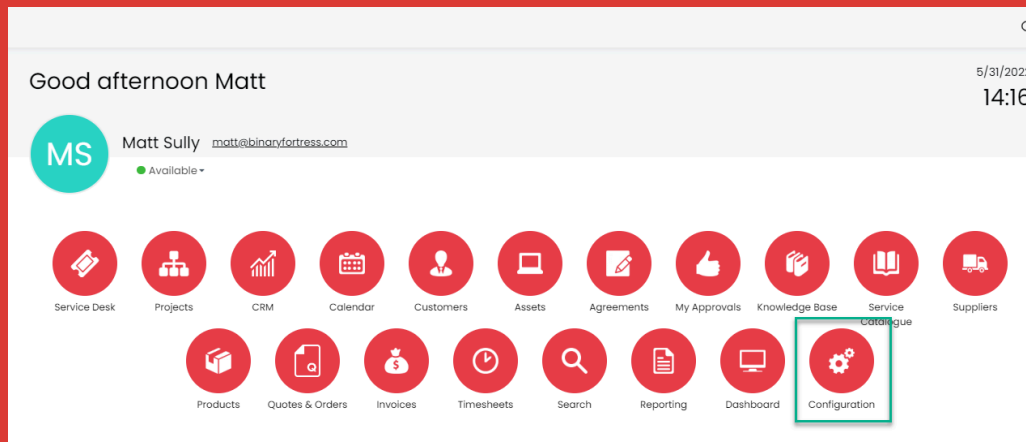 Good afternoon Matt
14:16
MS
Matt Sully matt@binaryfortress.com
Available
Service Desk Projects CRM Calendar Customers Assets Agreements My Approvals Knowledge Base Service Catalogue Suppliers
Products Quotes & Orders Invoices Timesheets Search Reporting Dashboard Configuration